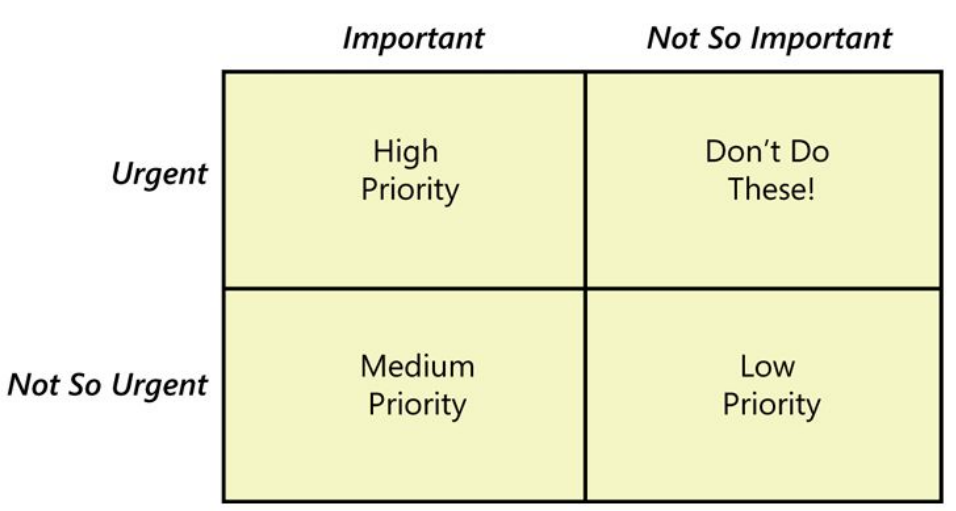 Important
Not So Important
Urgent
High
Priority
Don’t Do
These!
Not So Urgent
Medium
Priority
Low
Priority